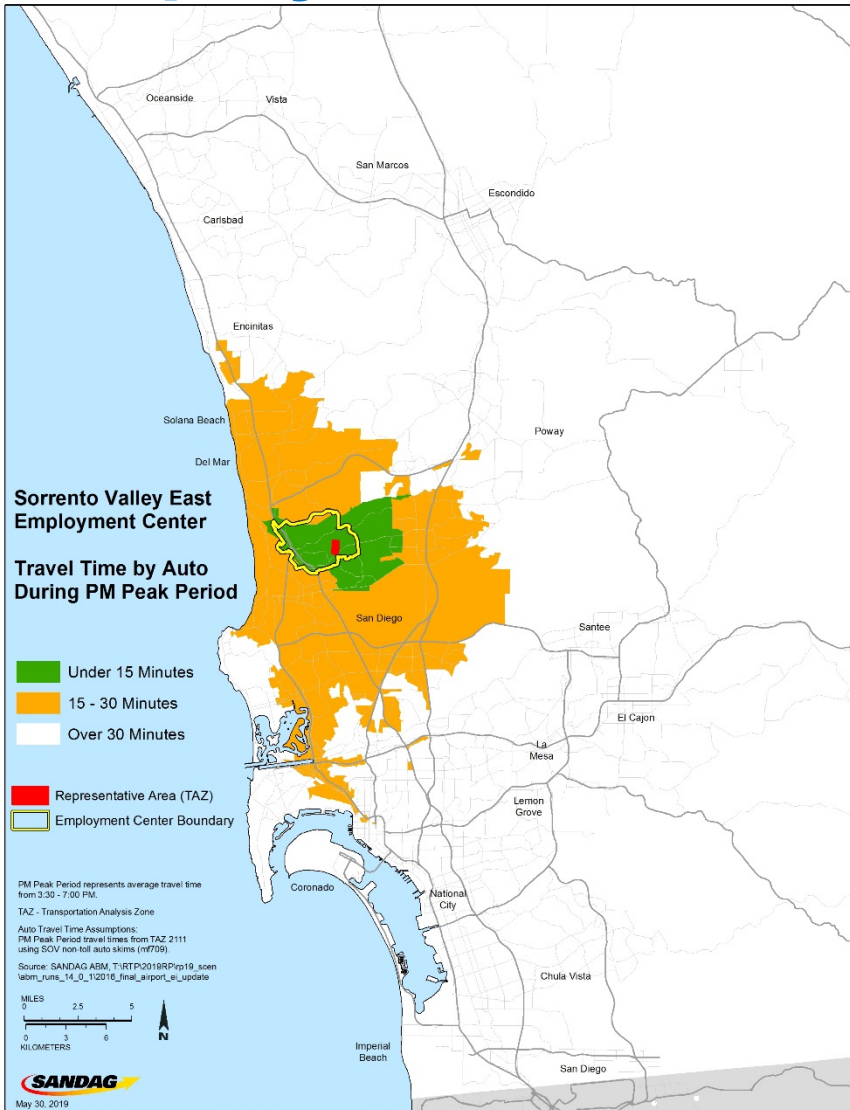 Oceanside
Vista
San Marcos
Escondido
Carlsbad
Encinitas
Solana Beach
Poway
Del Mar
Sorrento Valley East
Employment Center
Travel Time by Auto
During PM Peak Period
San Diego
Santee
Under 15 Minutes
15 - 30 Minutes
Over 30 Minutes
El Cajon
La
Mesa
Representative Area (TAZ)
Employment Center Boundary
Lemon
Grove
PM Peak Period represents average travel time
from 3:30 - 7:00 PM.
TAZ - Transportation Analysis Zone
Auto Travel Time Assumptions:
PM Peak Period travel times from TAZ 2111
using SOV non-toll auto skims (mf709).
Source: SANDAG ABM, T:\RTP\2019RP\rp19_scen
\abm_runs_14_0_1\2016_final_airport_ei_update
Coronado
National
City
Chula Vista
MILES
0 2.5 5
0 3 6
KILOMETERS
N
Imperial
Beach
San Diego
SANDAG
May 30, 2019